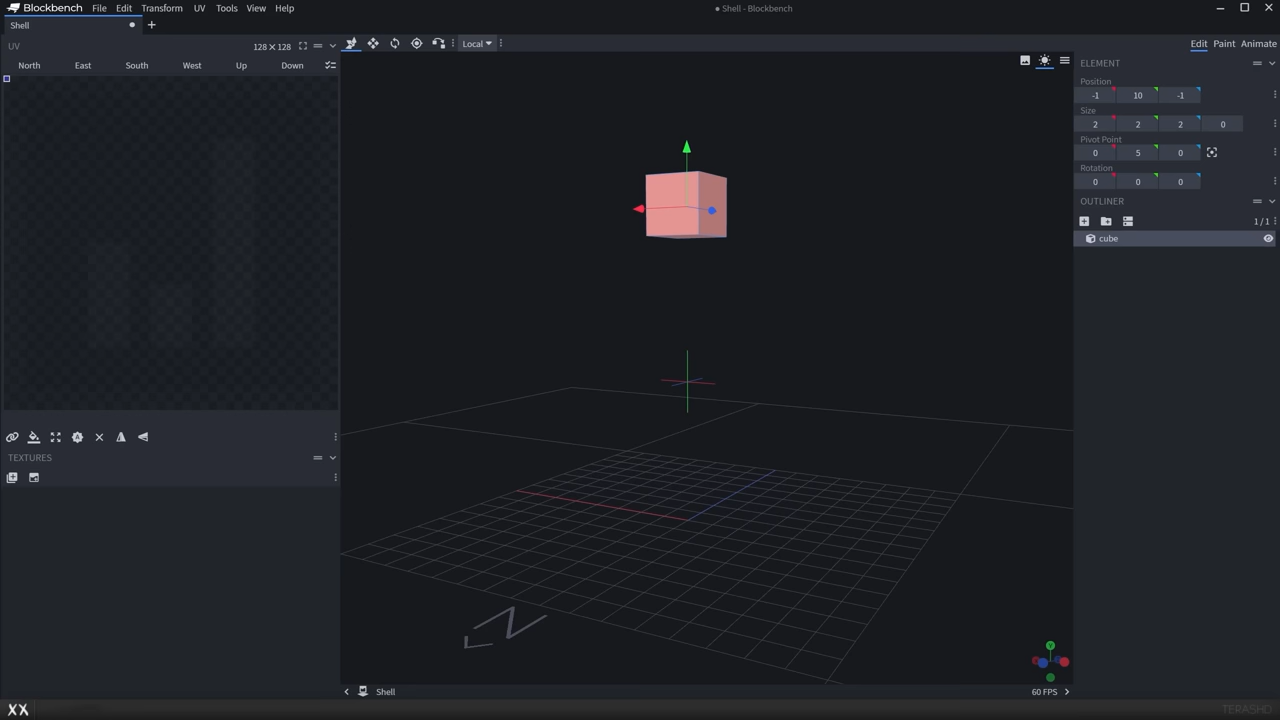 Blockbench File Edit Transform UV Tools View Help
Shell - Blockbench
Shell
UV 128 × 128
North East South West Up Down
Local
Edit Paint Animate
ELEMENT
Position
-1 10 -1
Size
2 2 2 0
Pivot Point
0 5 0
Rotation
0 0 0
OUTLINER
1 / 1
cube
TEXTURES
N
Y
Shell
60 FPS
XX
TERASHD